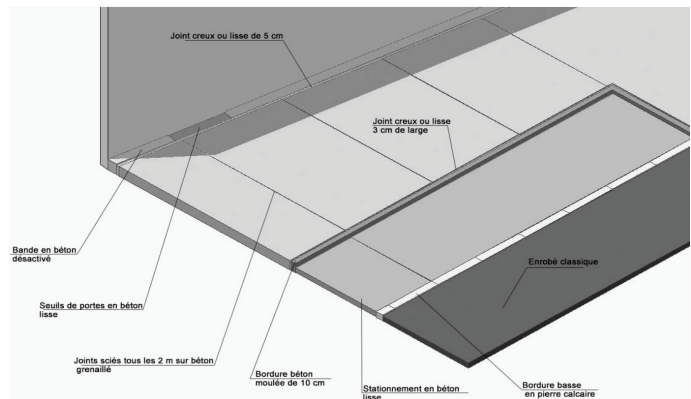 Joint creux ou lisse de 5 cm
Joint creux ou lisse
3 cm de large
Bande en béton
désactivé
Enrobé classique
Seuils de portes en béton
lisse
Joints sciés tous les 2 m sur béton
grenaillé
Bordure béton
moulée de 10 cm
Stationnement en béton
lisse
Bordure basse
en pierre calcaire